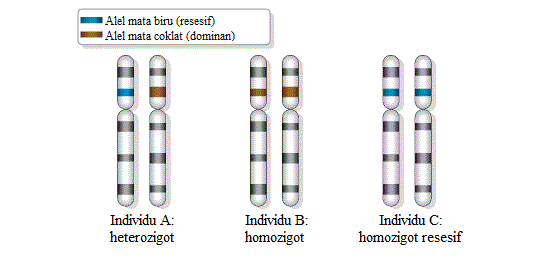 Alel mata biru (resesif)
Alel mata coklat (dominan)
Individu A:
heterozigot
Individu B:
homozigot
Individu C:
homozigot resesif